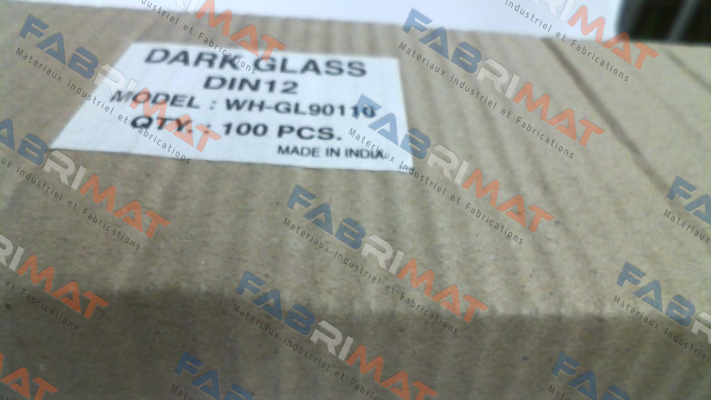 DARK GLASS
DIN12
MODEL : WH-GL90110
QTY. : 100 PCS.
MADE IN INDIA
FABRIMAT
Materiaux Industriel et Fabrications